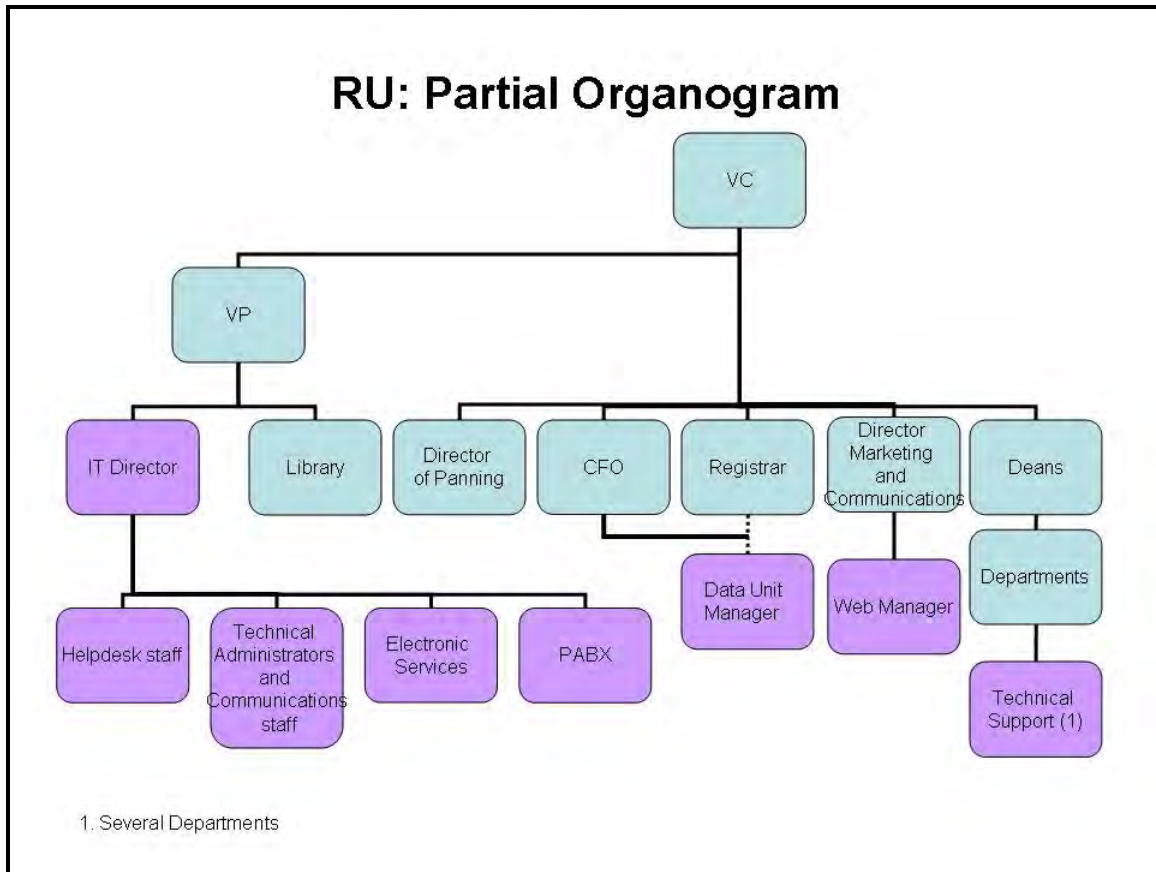 RU: Partial Organogram
VC
VP
IT Director
Library
Director
of Panning
CFO
Registrar
Director
Marketing
and
Communications
Deans
Departments
Helpdesk staff
Technical
Administrators
and
Communications
staff
Electronic
Services
PABX
Data Unit
Manager
Web Manager
Technical
Support (1)
1. Several Departments